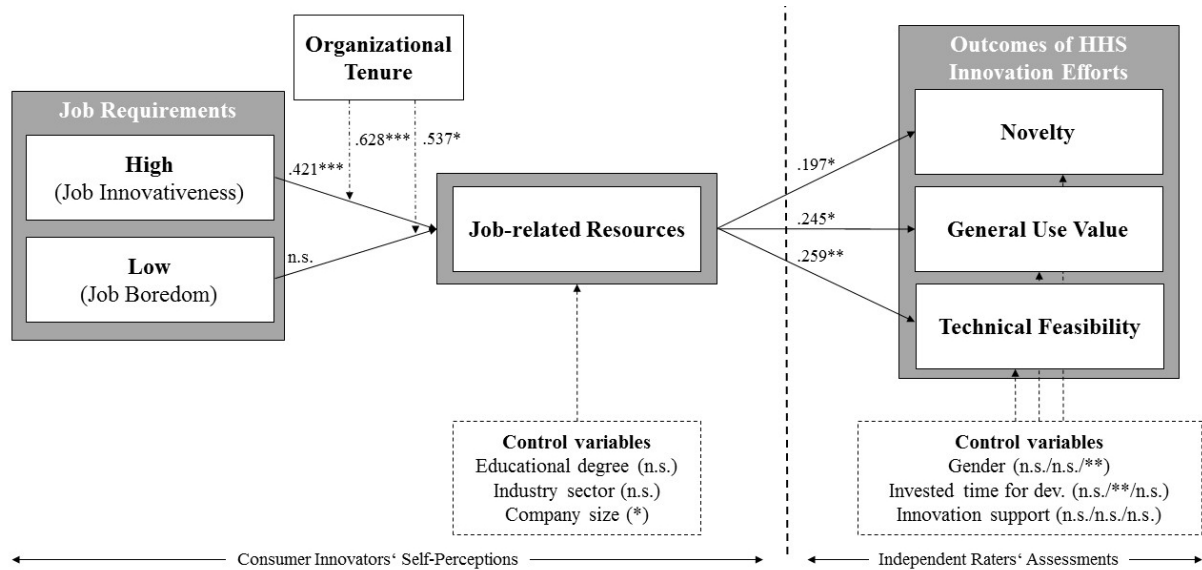 Organizational
Tenure
Outcomes of HHS
Innovation Efforts
Job Requirements
High
(Job Innovativeness)
Low
(Job Boredom)
.421***
n.s.
.628***
.537*
Job-related Resources
.197*
.245*
.259**
Novelty
General Use Value
Technical Feasibility
Control variables
Educational degree (n.s.)
Industry sector (n.s.)
Company size (*)
Control variables
Gender (n.s./n.s./**)
Invested time for dev. (n.s./**/n.s.)
Innovation support (n.s./n.s./n.s.)
Consumer Innovators‘ Self-Perceptions
Independent Raters‘ Assessments